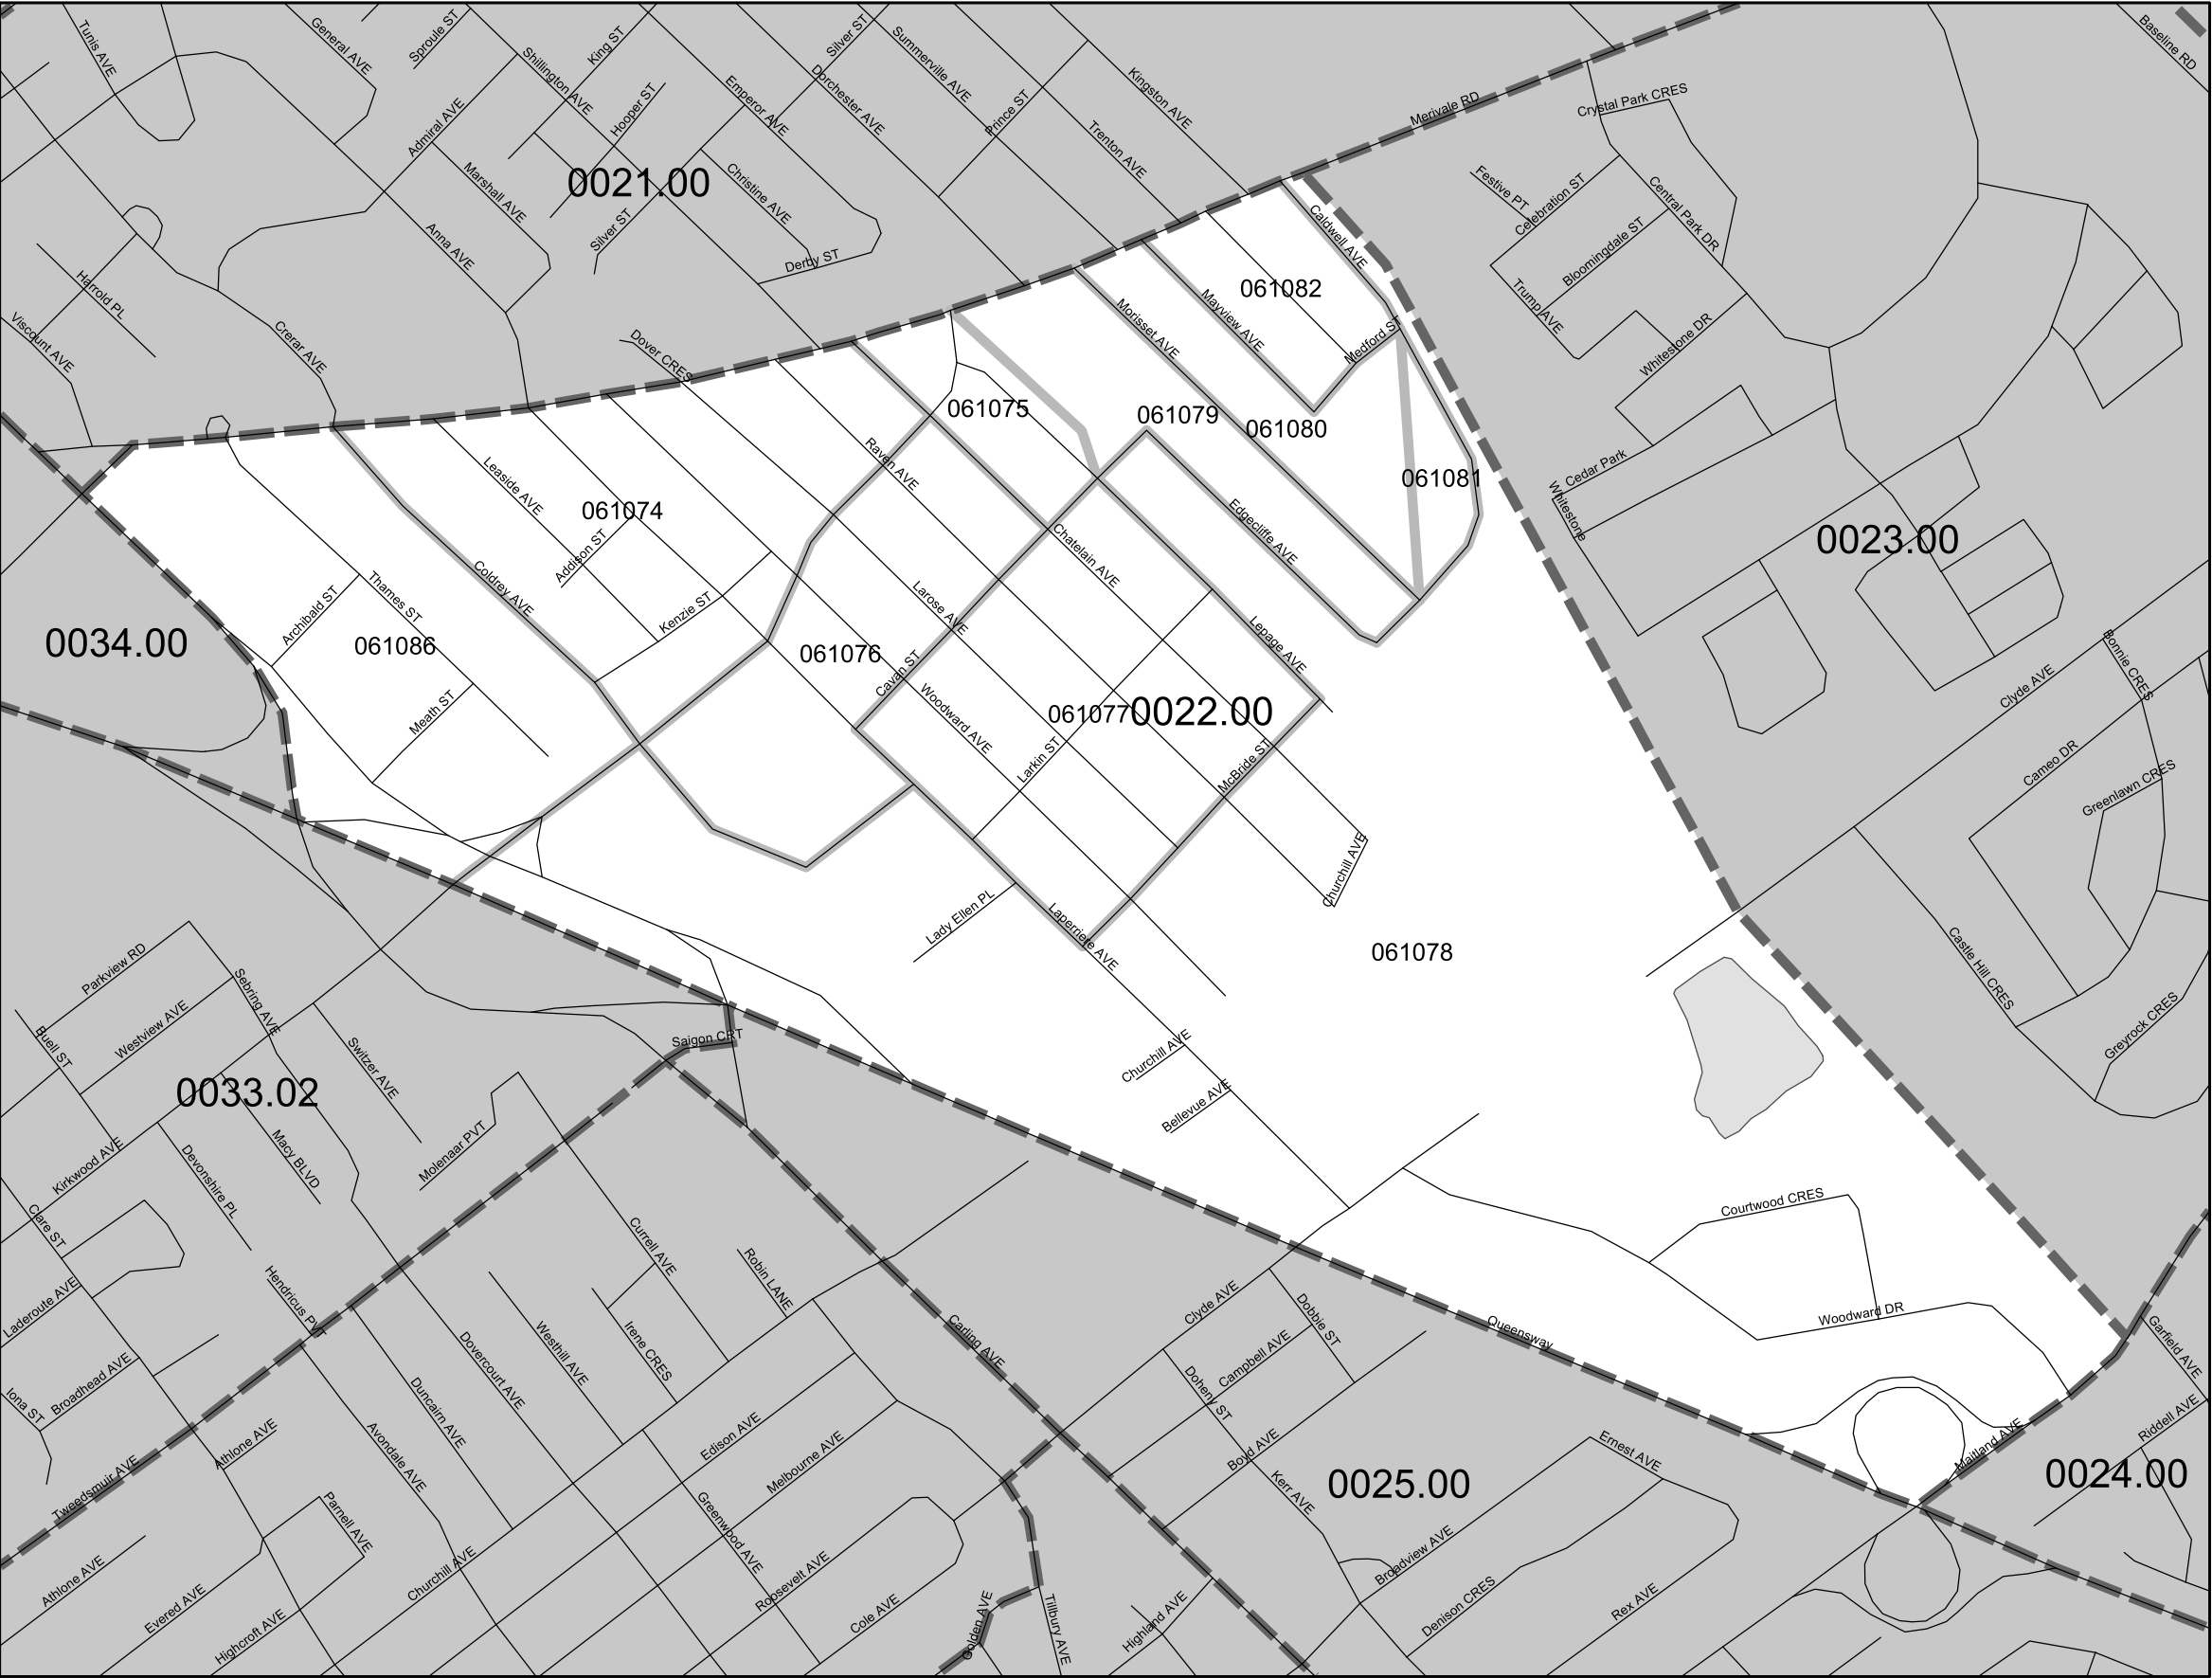 Tunis AVE
General AVE
Sproule ST
Shillington AVE
King ST
Silver ST
Summerville AVE
Dorchester AVE
Emperor AVE
Kingston AVE
Baseline RD
Merivale RD
Crystal Park CRES
Hooper ST
Prince ST
Trenton AVE
Admiral AVE
Marshall AVE
0021.00
Christine AVE
Silver ST
Derby ST
Anna AVE
Festive PT
Celebration ST
Central Park DR
Bloomingdale ST
Trump AVE
Whitestone DR
Caldwell AVE
061082
Mayview AVE
Medford ST
Morisset AVE
Harrold PL
Viscount AVE
Crerar AVE
Dover CRES
061075
061079
061080
061081
Raven AVE
Leaside AVE
061074
Addison ST
Cedar Park
Whitestone
0023.00
Edgecliffe AVE
Chatelain AVE
Coldrey AVE
Kenzie ST
Larose AVE
Lepage AVE
Thames ST
Archibald ST
0034.00
061086
061076
Cavan ST
Woodward AVE
061077
0022.00
Meath ST
Larkin ST
McBride ST
Bonnie CRES
Clyde AVE
Cameo DR
Greenlawn CRES
Churchill AVE
Lady Ellen PL
Laperriere AVE
061078
Castle Hill CRES
Greyrock CRES
Parkview RD
Sebring AVE
Westview AVE
Buell ST
Switzer AVE
Saigon CRT
Churchill AVE
Bellevue AVE
0033.02
Macy BLVD
Molenaar PVT
Kirkwood AVE
Devonshire PL
Clare ST
Courtwood CRES
Woodward DR
Currell AVE
Robin LANE
Clyde AVE
Dobbie ST
Queensway
Garfield AVE
Laderoute AVE
Hendricus PVT
Carling AVE
Westhill AVE
Irene CRES
Dovercourt AVE
Campbell AVE
Doheny ST
Broadhead AVE
Iona ST
Duncairn AVE
Avondale AVE
Athlone AVE
Edison AVE
Melbourne AVE
Boyd AVE
Ernest AVE
Riddell AVE
Maitland AVE
Kerr AVE
0025.00
0024.00
Tweedsmuir AVE
Parnell AVE
Greenwood AVE
Broadview AVE
Athlone AVE
Evered AVE
Highcroft AVE
Churchill AVE
Roosevelt AVE
Cole AVE
Golden AVE
Tillbury AVE
Highland AVE
Denison CRES
Rex AVE